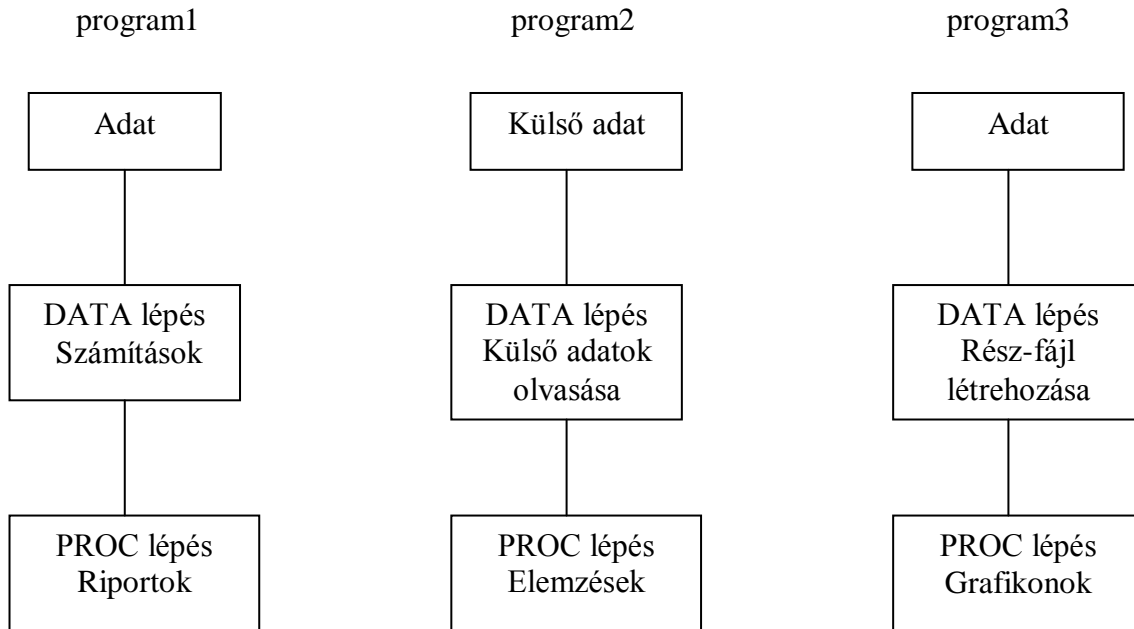 program1
program2
program3
Adat
Külső adat
Adat
DATA lépés
Számítások
DATA lépés
Külső adatok
olvasása
DATA lépés
Rész-fájl
létrehozása
PROC lépés
Riportok
PROC lépés
Elemzések
PROC lépés
Grafikonok